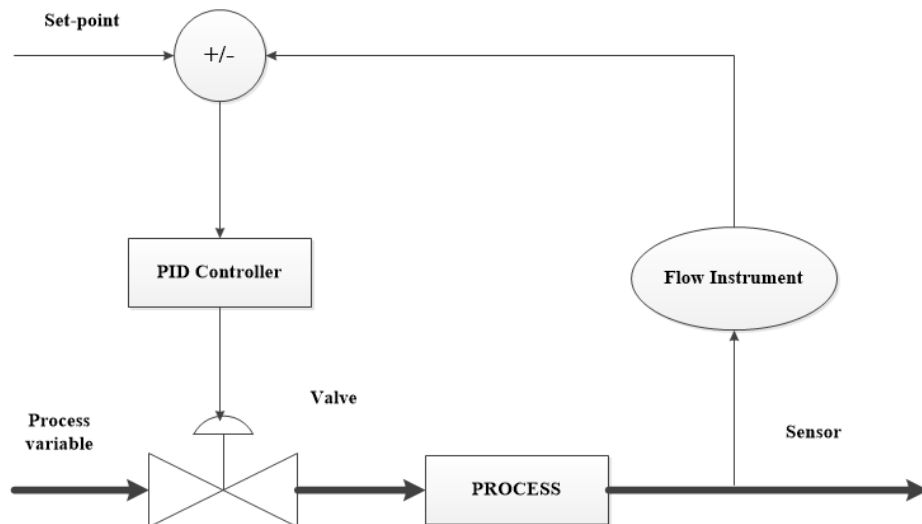 Set-point
+/-
PID Controller
Flow Instrument
Valve
Process
variable
Sensor
PROCESS